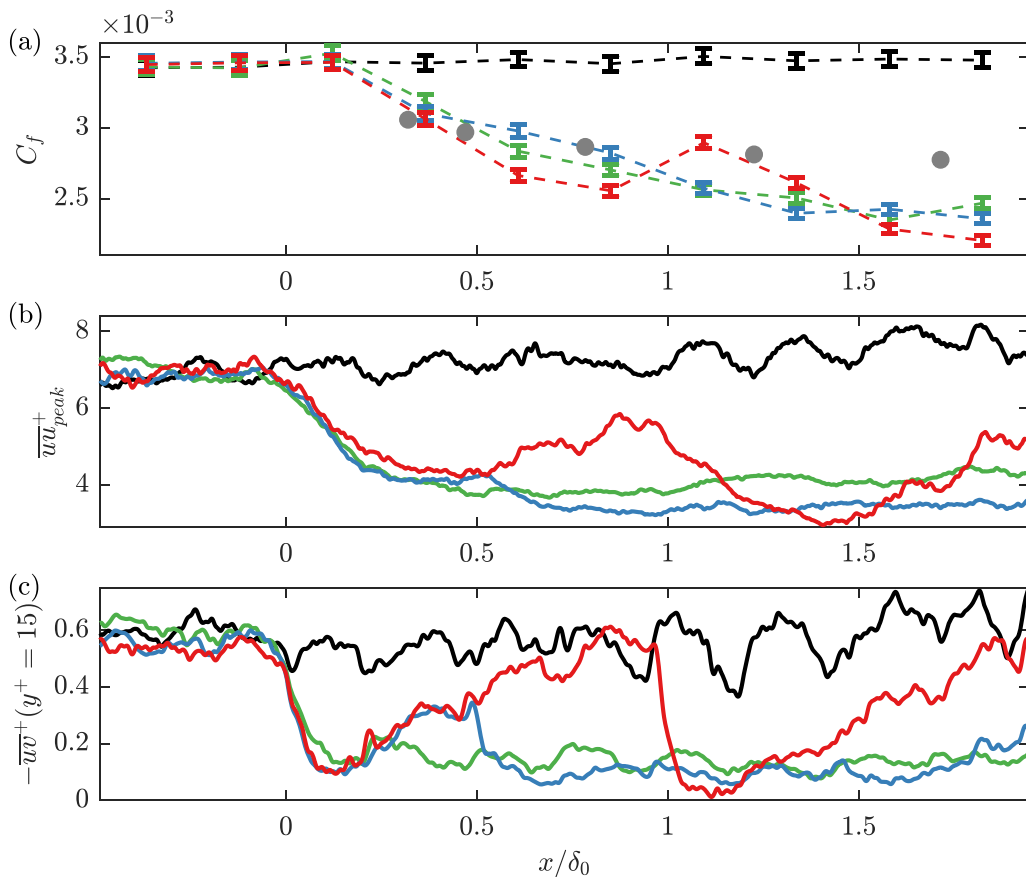 ×10⁻³
(a)
3.5
3
2.5
C_f
0 0.5 1 1.5
(b)
8
6
4
\overline{uu}^+_{peak}
0 0.5 1 1.5
(c)
0.6
0.4
0.2
0
−\overline{uv}^+(y^+ = 15)
0 0.5 1 1.5
x/δ₀